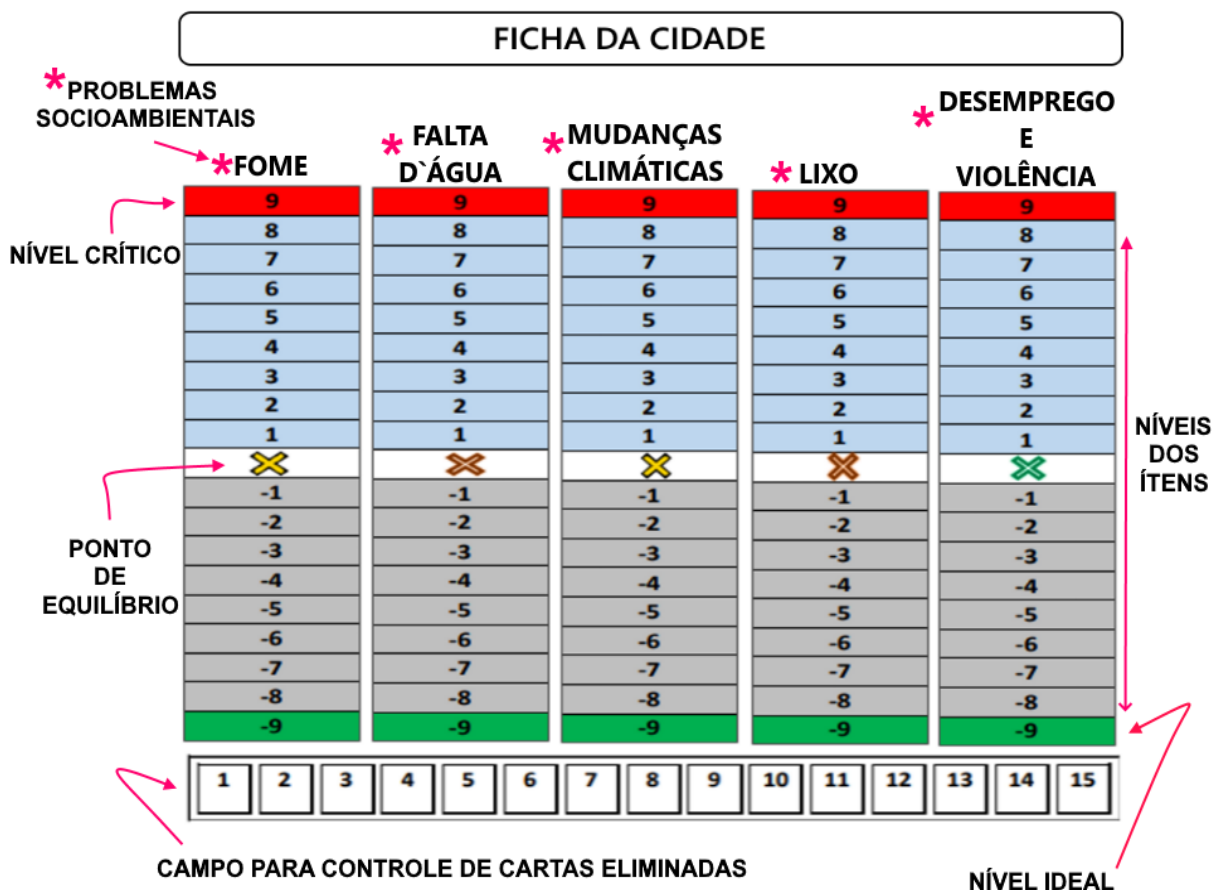 FICHA DA CIDADE
*PROBLEMAS
SOCIOAMBIENTAIS
*FOME
* FALTA
D`ÁGUA
* MUDANÇAS
CLIMÁTICAS
* LIXO
* DESEMPREGO
E
VIOLÊNCIA
NÍVEL CRÍTICO
9 9 9 9 9
8 8 8 8 8
7 7 7 7 7
6 6 6 6 6
5 5 5 5 5
4 4 4 4 4
3 3 3 3 3
2 2 2 2 2
1 1 1 1 1
NÍVEIS
DOS
ÍTENS
PONTO
DE
EQUILÍBRIO
-1 -1 -1 -1 -1
-2 -2 -2 -2 -2
-3 -3 -3 -3 -3
-4 -4 -4 -4 -4
-5 -5 -5 -5 -5
-6 -6 -6 -6 -6
-7 -7 -7 -7 -7
-8 -8 -8 -8 -8
-9 -9 -9 -9 -9
1 2 3 4 5 6 7 8 9 10 11 12 13 14 15
CAMPO PARA CONTROLE DE CARTAS ELIMINADAS
NÍVEL IDEAL